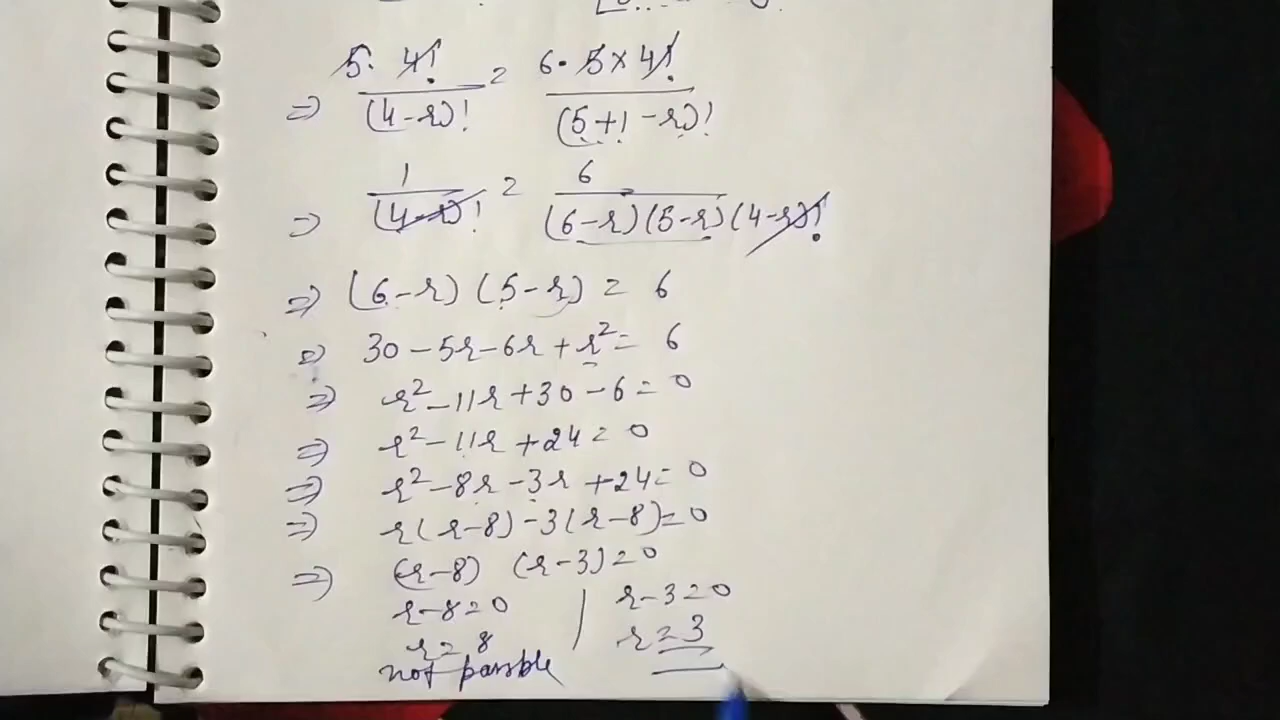 5· 4! / (4-r)! = 6·5×4! / (5+1-r)!
⇒ 1 / (4-r)! = 6 / (6-r)(5-r)(4-r)!
⇒ (6-r) (5-r) = 6
⇒ 30-5r-6r+r² = 6
⇒ r²-11r+30-6=0
⇒ r²-11r+24=0
⇒ r²-8r-3r+24=0
⇒ r(r-8)-3(r-8)=0
⇒ (r-8) (r-3)=0
r-8=0 | r-3=0
r=8 | r=3
not possible